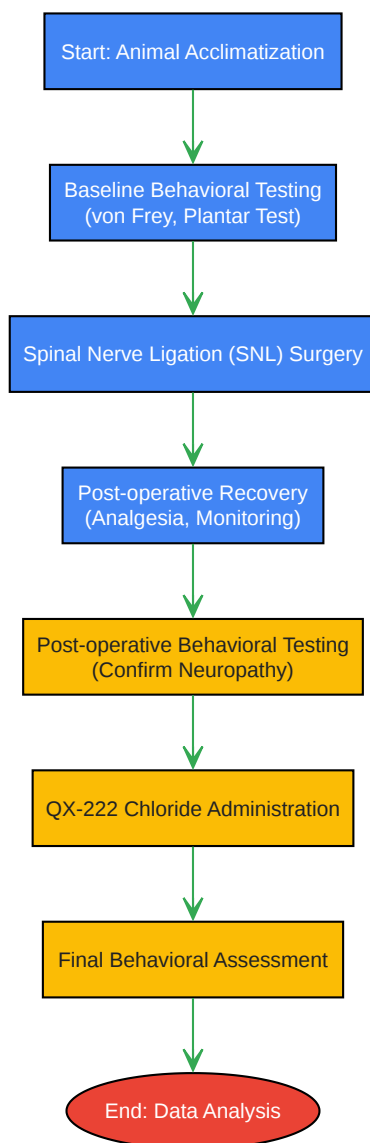 Start: Animal Acclimatization
Baseline Behavioral Testing
(von Frey, Plantar Test)
Spinal Nerve Ligation (SNL) Surgery
Post-operative Recovery
(Analgesia, Monitoring)
Post-operative Behavioral Testing
(Confirm Neuropathy)
QX-222 Chloride Administration
Final Behavioral Assessment
End: Data Analysis